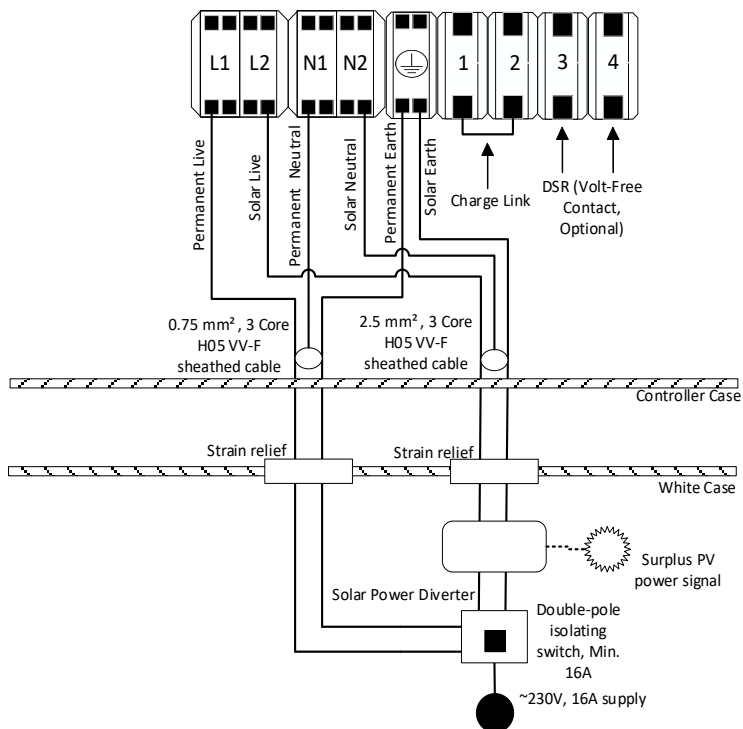 L1 L2 N1 N2 1 2 3 4
Permanent Live
Solar Live
Permanent Neutral
Solar Neutral
Permanent Earth
Solar Earth
Charge Link
DSR (Volt-Free
Contact,
Optional)
0.75 mm², 3 Core
H05 VV-F
sheathed cable
2.5 mm², 3 Core
H05 VV-F
sheathed cable
Controller Case
Strain relief
Strain relief
White Case
Surplus PV
power signal
Solar Power Diverter
Double-pole
isolating
switch, Min.
16A
~230V, 16A supply